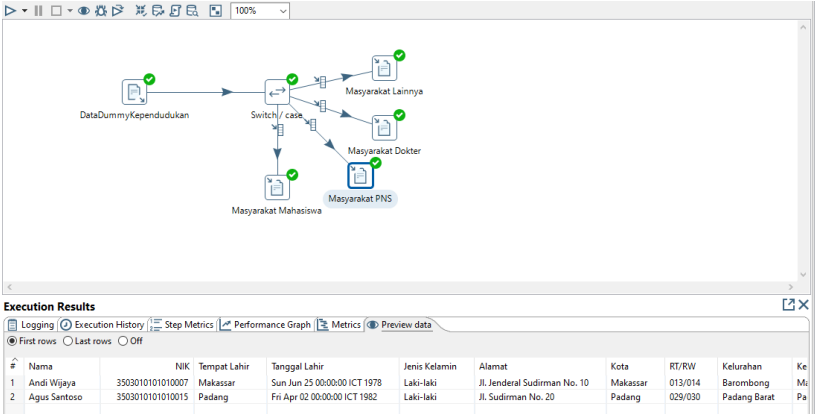 100%
Masyarakat Lainnya
DataDummyKependudukan
Switch / case
Masyarakat Dokter
Masyarakat PNS
Masyarakat Mahasiswa
Execution Results
Logging Execution History Step Metrics Performance Graph Metrics Preview data
First rows Last rows Off
# Nama NIK Tempat Lahir Tanggal Lahir Jenis Kelamin Alamat Kota RT/RW Kelurahan Ke
1 Andi Wijaya 3503010101010007 Makassar Sun Jun 25 00:00:00 ICT 1978 Laki-laki Jl. Jenderal Sudirman No. 10 Makassar 013/014 Barombong Ma
2 Agus Santoso 3503010101010015 Padang Fri Apr 02 00:00:00 ICT 1982 Laki-laki Jl. Sudirman No. 20 Padang 029/030 Padang Barat Pa